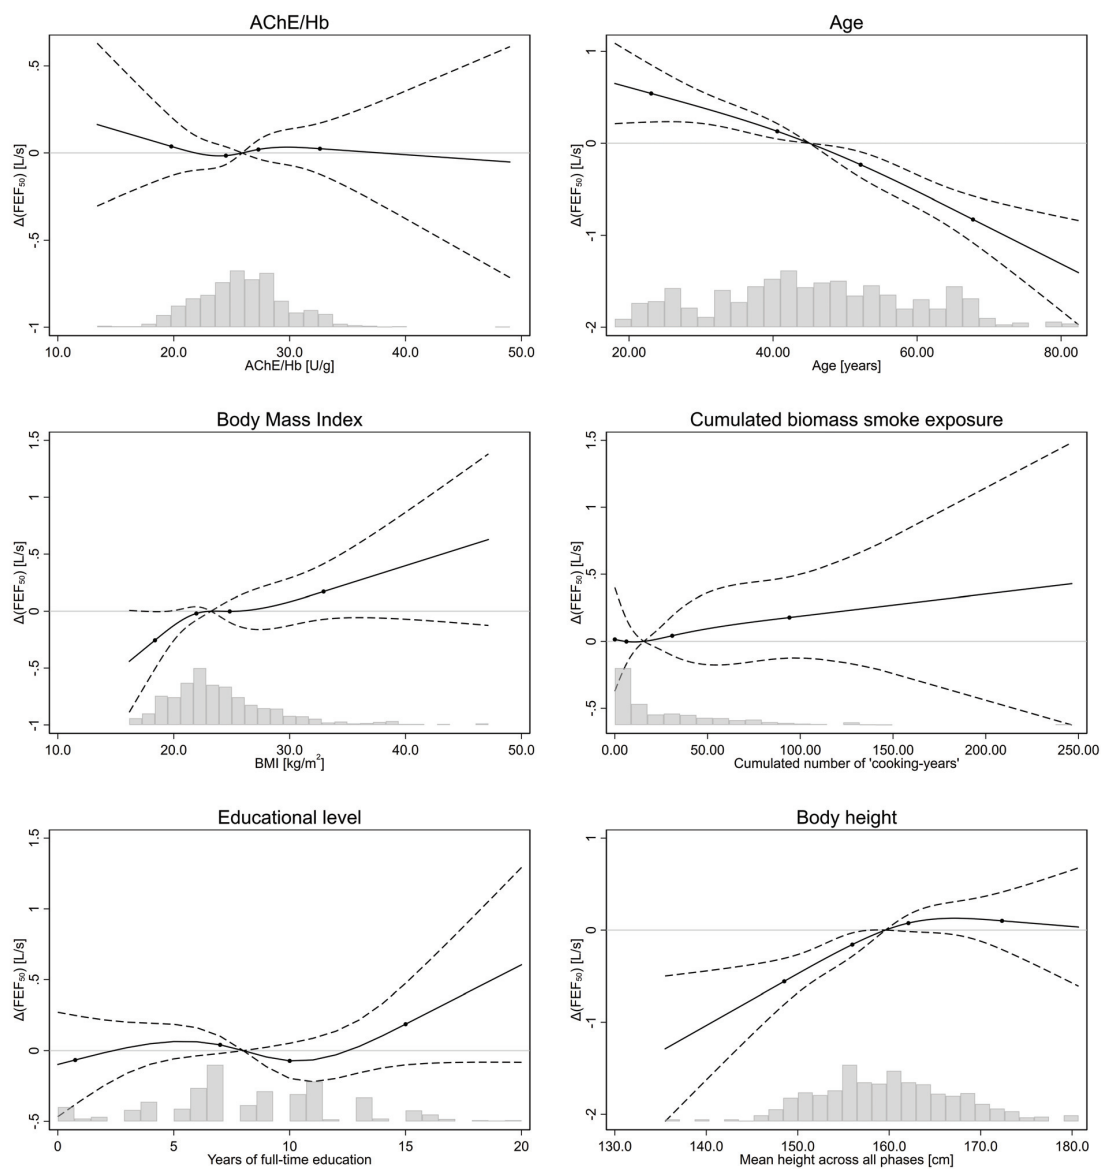 AChE/Hb
Δ(FEF50) [L/s]
.5
0
-.5
-1
10.0 20.0 30.0 40.0 50.0
AChE/Hb [U/g]
Age
Δ(FEF50) [L/s]
1
0
-1
-2
20.00 40.00 60.00 80.00
Age [years]
Body Mass Index
Δ(FEF50) [L/s]
1.5
1
.5
0
-.5
-1
10.0 20.0 30.0 40.0 50.0
BMI [kg/m²]
Cumulated biomass smoke exposure
Δ(FEF50) [L/s]
1.5
1
.5
0
-.5
0.00 50.00 100.00 150.00 200.00 250.00
Cumulated number of 'cooking-years'
Educational level
Δ(FEF50) [L/s]
1.5
1
.5
0
-.5
0 5 10 15 20
Years of full-time education
Body height
Δ(FEF50) [L/s]
1
0
-1
-2
130.0 140.0 150.0 160.0 170.0 180.0
Mean height across all phases [cm]